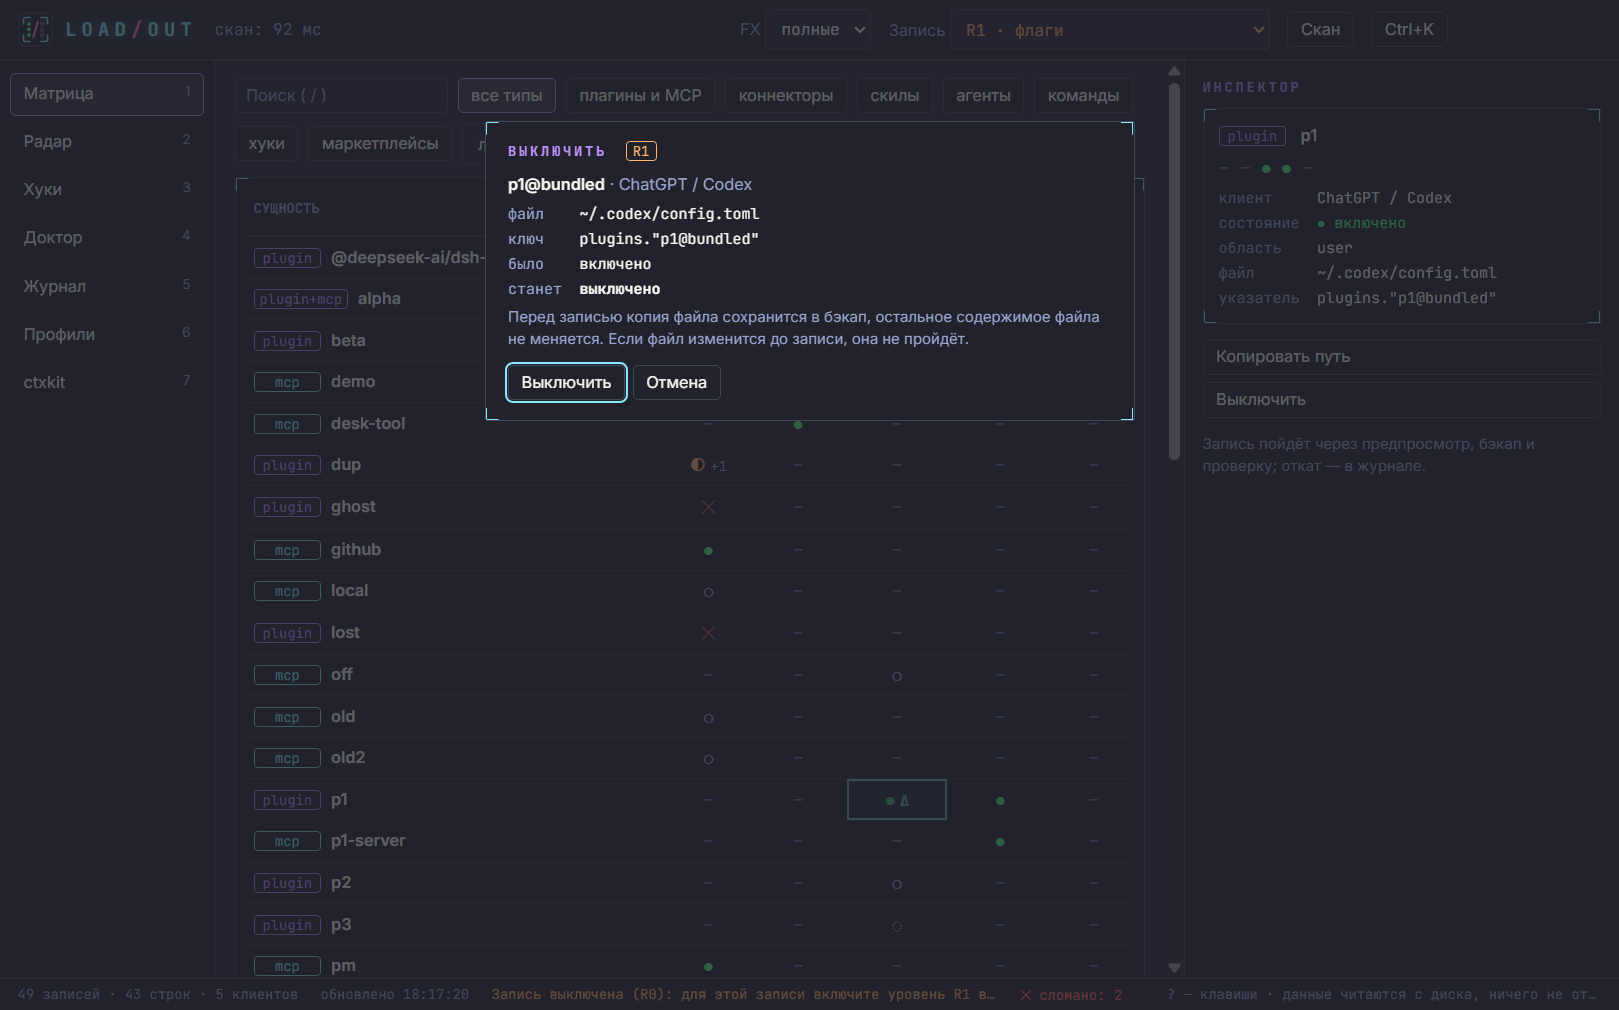 LOAD/OUT скан: 92 мс FX полные Запись R1 · флаги Скан Ctrl+K
Матрица 1
Радар 2
Хуки 3
Доктор 4
Журнал 5
Профили 6
ctxkit 7
Поиск ( / ) все типы плагины и MCP коннекторы скилы агенты команды
хуки маркетплейсы
ВЫКЛЮЧИТЬ R1
p1@bundled · ChatGPT / Codex
файл ~/.codex/config.toml
ключ plugins."p1@bundled"
было включено
станет выключено
Перед записью копия файла сохранится в бэкап, остальное содержимое файла
не меняется. Если файл изменится до записи, она не пройдёт.
Выключить Отмена
СУЩНОСТЬ
plugin @deepseek-ai/dsh-
plugin+mcp alpha
plugin beta
mcp demo
mcp desk-tool – ● – – –
plugin dup ◐ +1 – – – –
plugin ghost ✕ – – – –
mcp github ● – – – –
mcp local ○ – – – –
plugin lost ✕ – – – –
mcp off – – ○ – –
mcp old ○ – – – –
mcp old2 ○ – – – –
plugin p1 – – ● Δ ● –
mcp p1-server – – – ● –
plugin p2 – – ○ – –
plugin p3 – – ◌ – –
mcp pm ● – – – –
ИНСПЕКТОР
plugin p1
– – ● ● –
клиент ChatGPT / Codex
состояние ● включено
область user
файл ~/.codex/config.toml
указатель plugins."p1@bundled"
Копировать путь
Выключить
Запись пойдёт через предпросмотр, бэкап и
проверку; откат — в журнале.
49 записей · 43 строк · 5 клиентов обновлено 18:17:20 Запись выключена (R0): для этой записи включите уровень R1 в… ✕ сломано: 2 ? — клавиши · данные читаются с диска, ничего не от…